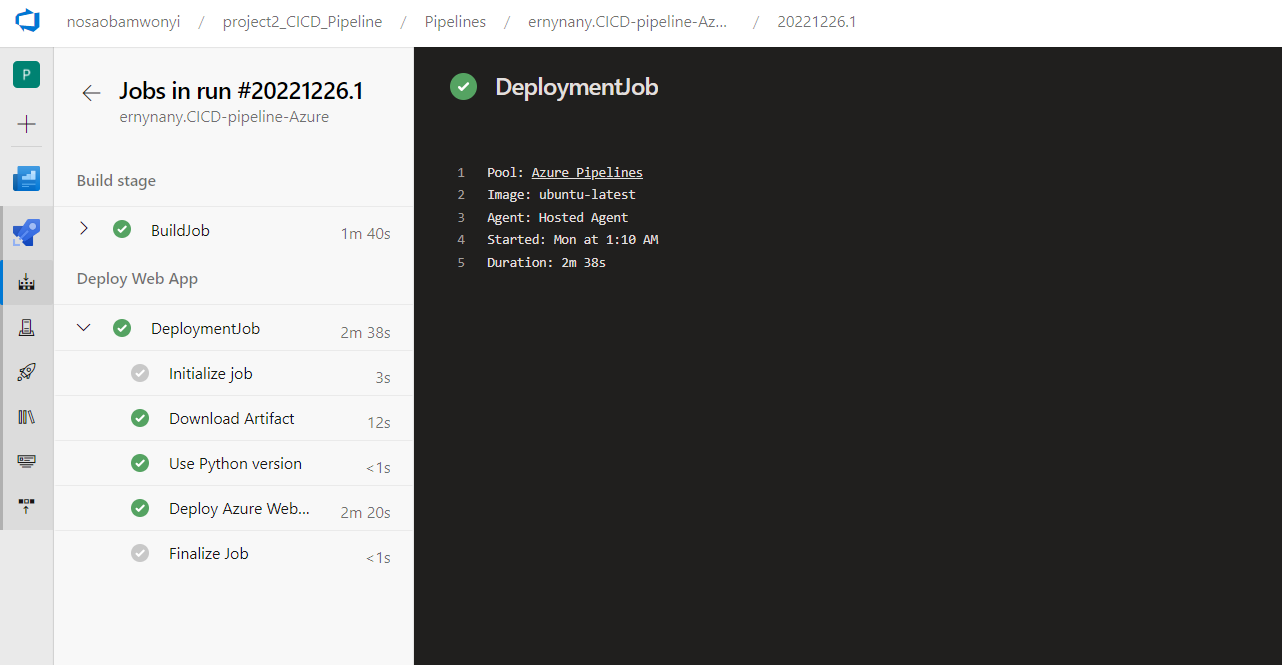 nosaobamwonyi / project2_CICD_Pipeline / Pipelines / ernynany.CICD-pipeline-Az... / 20221226.1
P
Jobs in run #20221226.1
ernynany.CICD-pipeline-Azure
Build stage
BuildJob 1m 40s
Deploy Web App
DeploymentJob 2m 38s
Initialize job 3s
Download Artifact 12s
Use Python version <1s
Deploy Azure Web... 2m 20s
Finalize Job <1s
DeploymentJob
1 Pool: Azure Pipelines
2 Image: ubuntu-latest
3 Agent: Hosted Agent
4 Started: Mon at 1:10 AM
5 Duration: 2m 38s